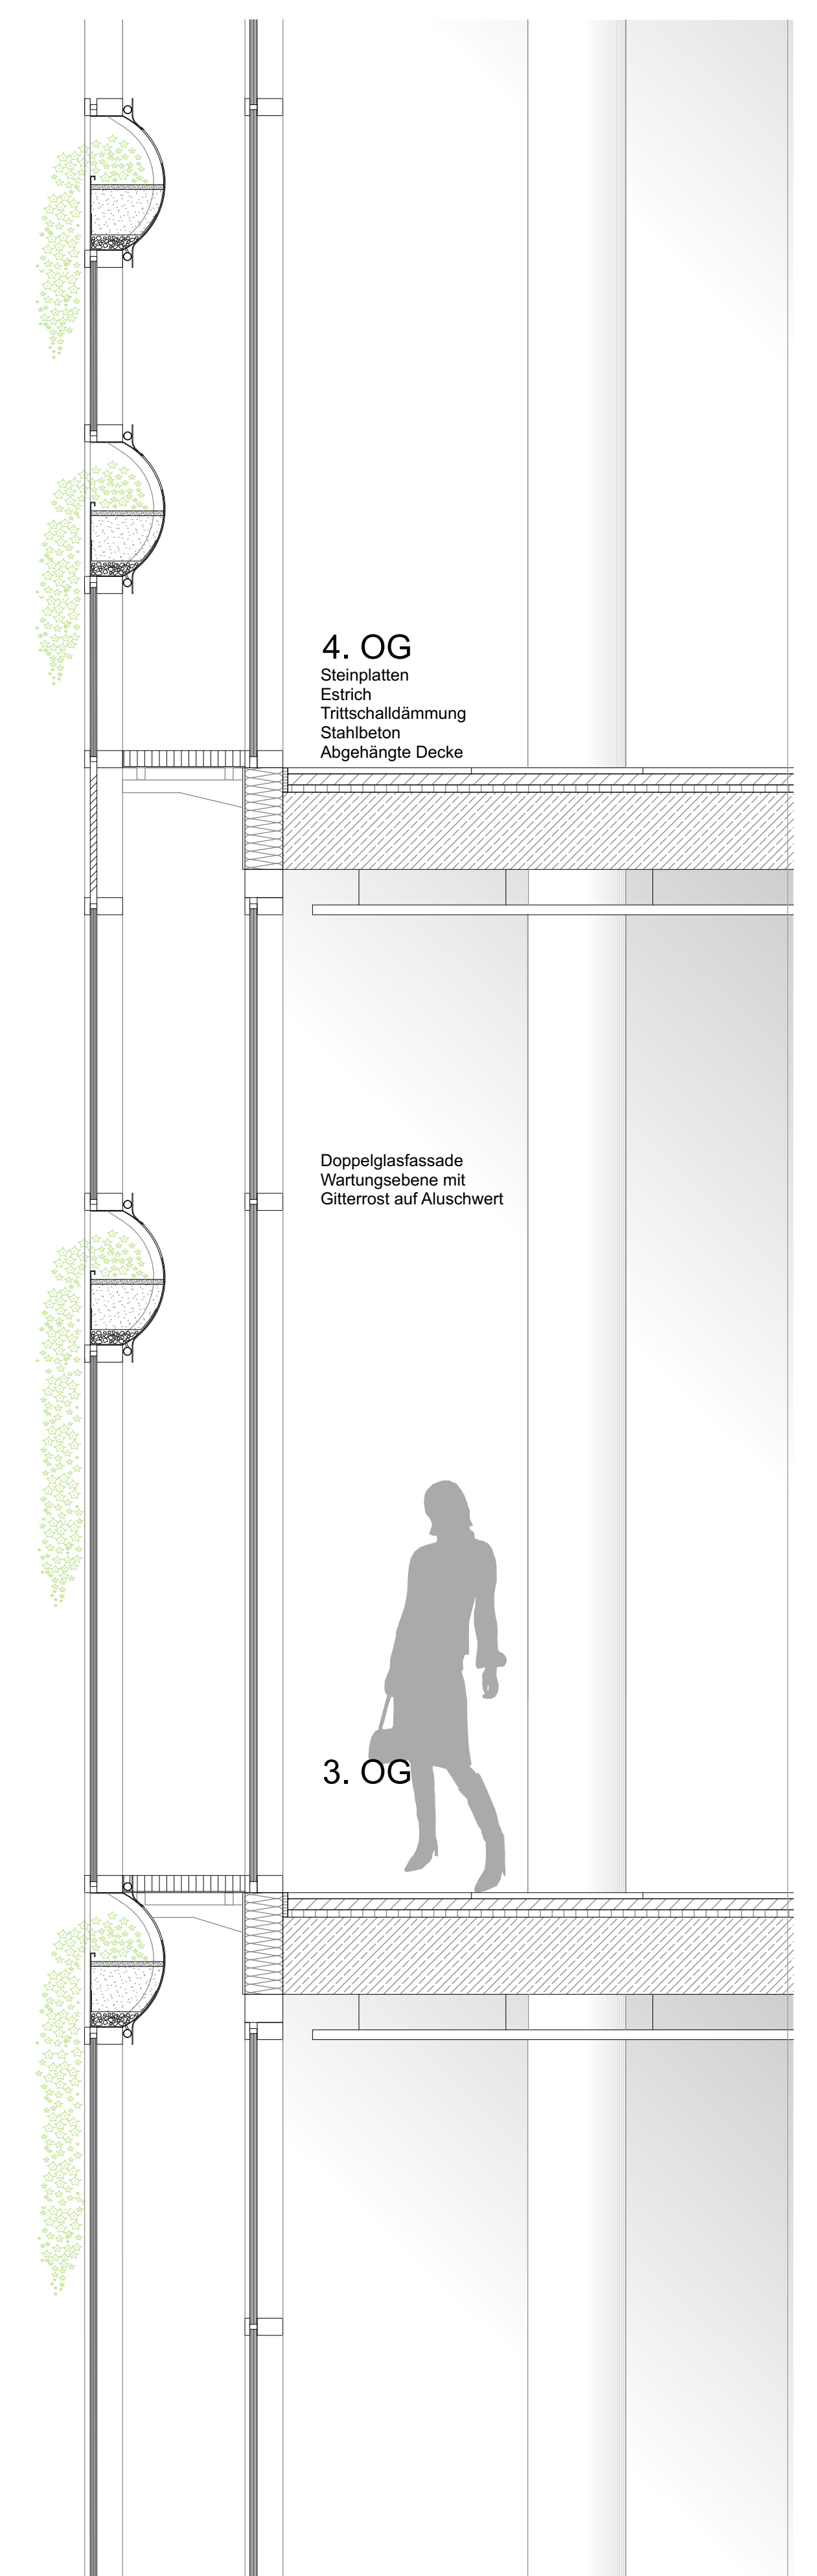 4. OG
Steinplatten
Estrich
Trittschalldämmung
Stahlbeton
Abgehängte Decke
Doppelglasfassade
Wartungsebene mit
Gitterrost auf Aluschwert
3. OG